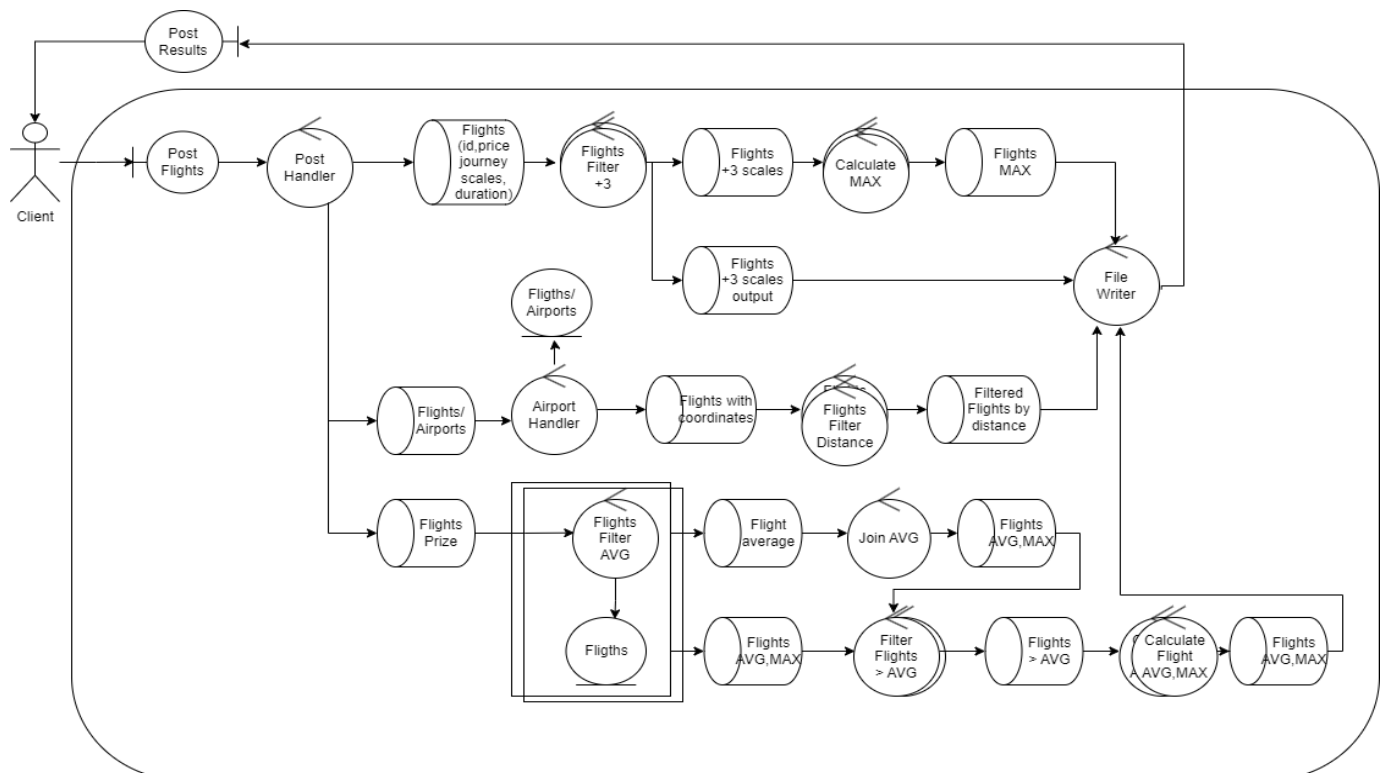 Post
Results
Client
Post
Flights
Post
Handler
Flights
(id,price
journey
scales,
duration)
Flights
Filter
+3
Flights
+3 scales
Calculate
MAX
Flights
MAX
Flights
+3 scales
output
File
Writer
Fligths/
Airports
Flights/
Airports
Airport
Handler
Flights with
coordinates
Flights
Filter
Distance
Filtered
Flights by
distance
Flights
Prize
Flights
Filter
AVG
Fligths
Flight
average
Join AVG
Flights
AVG,MAX
Flights
AVG,MAX
Filter
Flights
> AVG
Flights
> AVG
Calculate
Flight
AVG,MAX
Flights
AVG,MAX